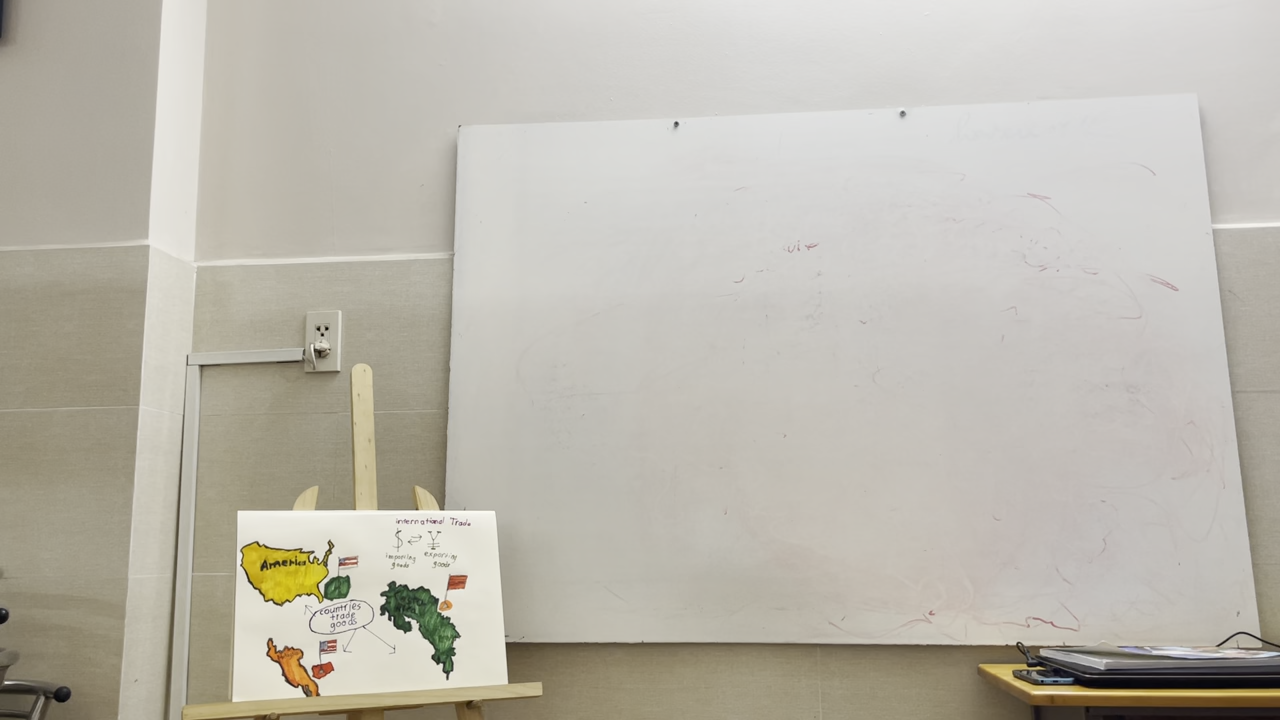 international Trade
$ ⇄ ¥
importing exporting
goods goods
America
countries
trade
goods